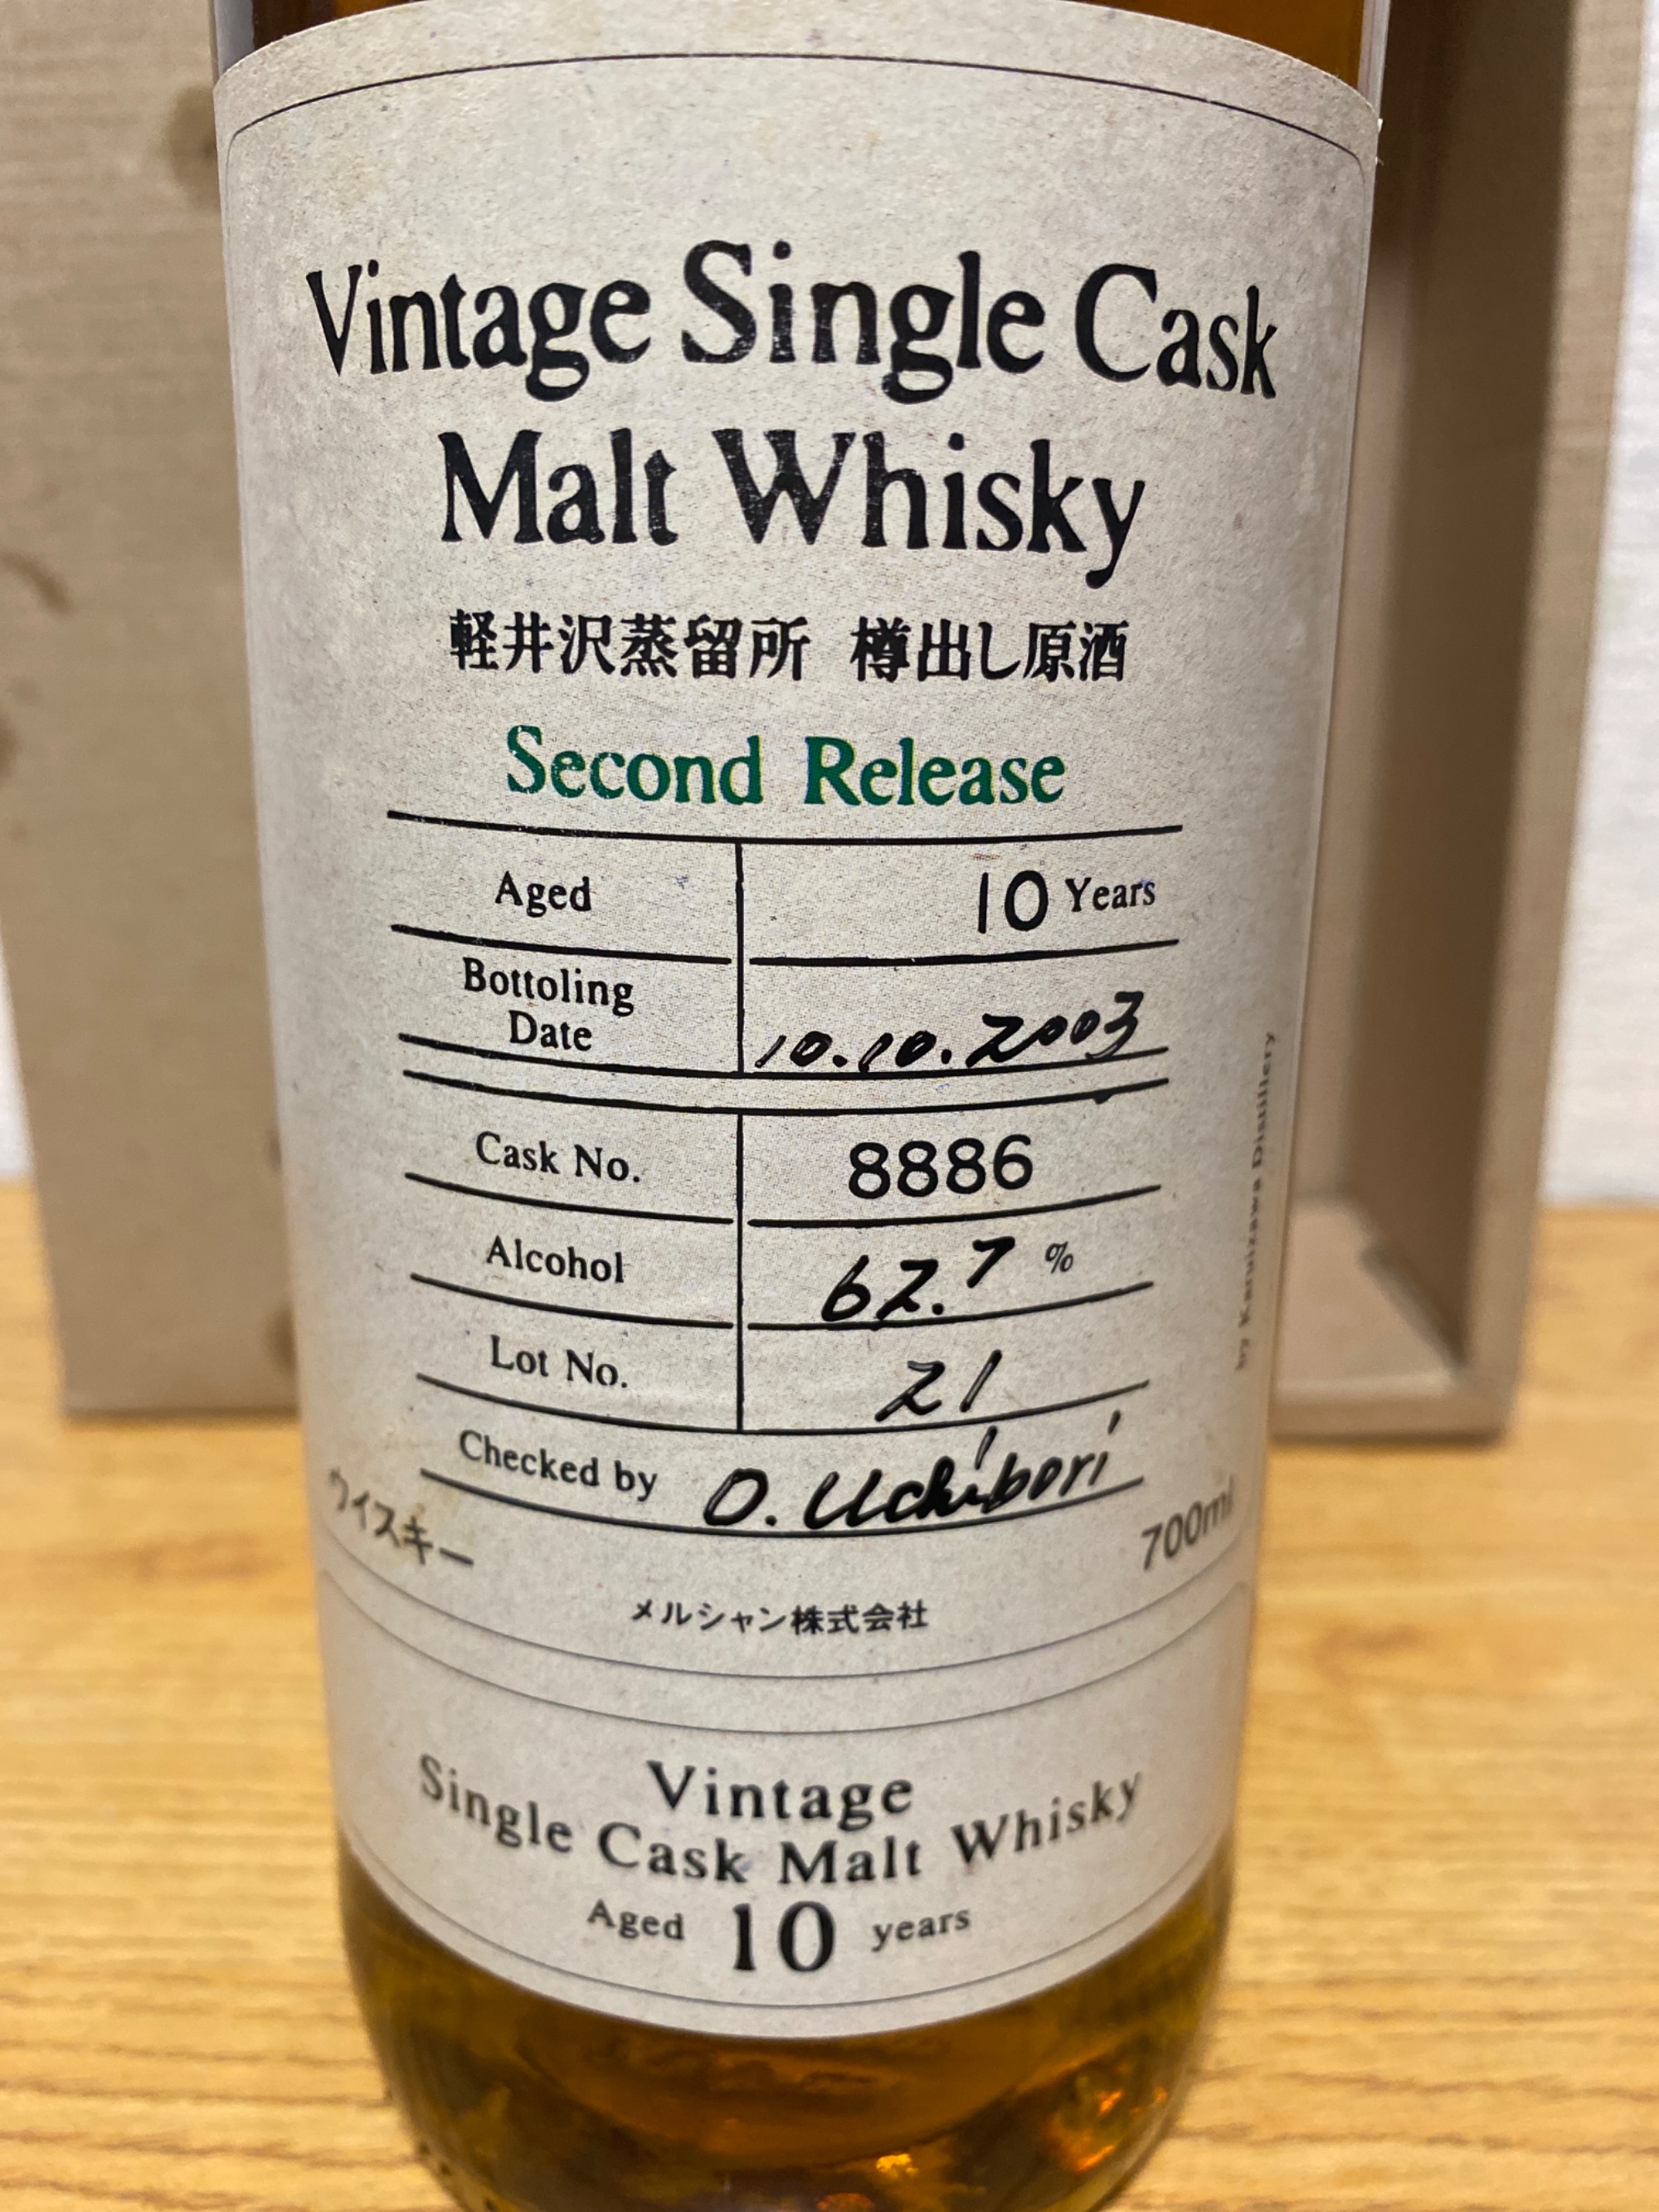 Vintage Single Cask
Malt Whisky
軽井沢蒸留所 樽出し原酒
Second Release
Aged 10 Years
Bottoling
Date 10.10.2003
Cask No. 8886
Alcohol 62.7 %
Lot No. 21
Checked by O. Uchibori
ウイスキー 700ml
メルシャン株式会社
by Karuizawa Distillery
Vintage
Single Cask Malt Whisky
Aged 10 years